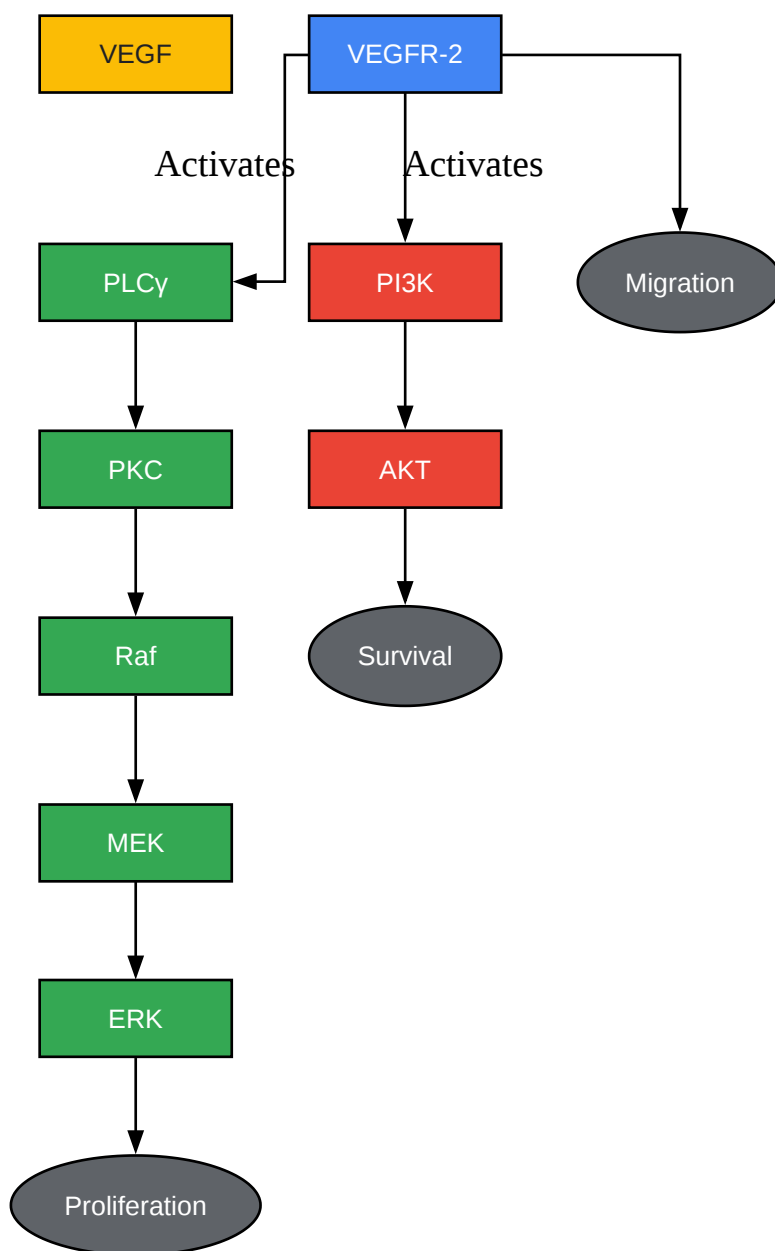 VEGF
VEGFR-2
Activates
Activates
PLCγ
PI3K
Migration
PKC
AKT
Raf
Survival
MEK
ERK
Proliferation